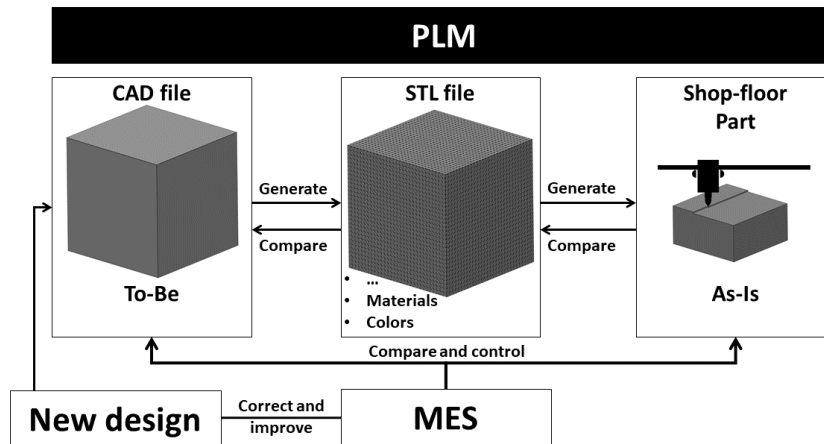 PLM
CAD file
STL file
Shop-floor
Part
Generate
Compare
Generate
Compare
To-Be
• ...
• Materials
• Colors
As-Is
Compare and control
New design
Correct and
improve
MES